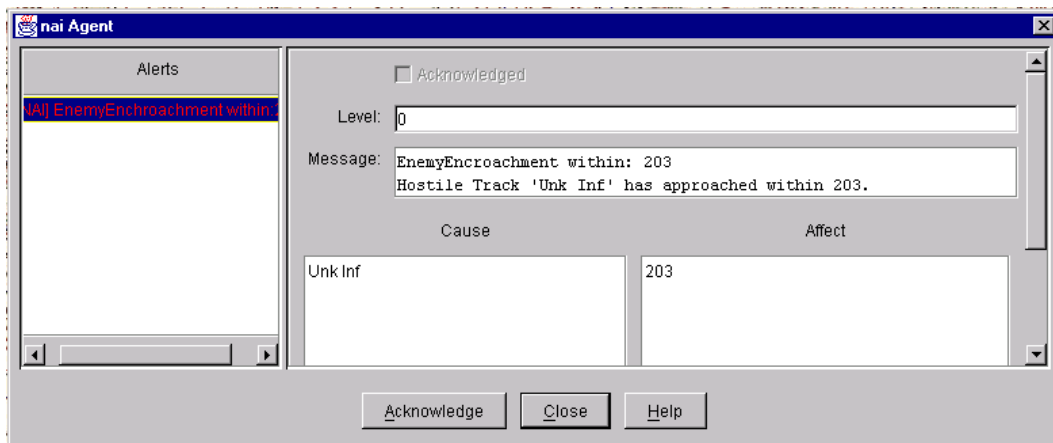 nai Agent
Alerts
NAI] EnemyEnchroachment within:2
Acknowledged
Level: 0
Message: EnemyEncroachment within: 203
Hostile Track 'Unk Inf' has approached within 203.
Cause Affect
Unk Inf 203
Acknowledge Close Help